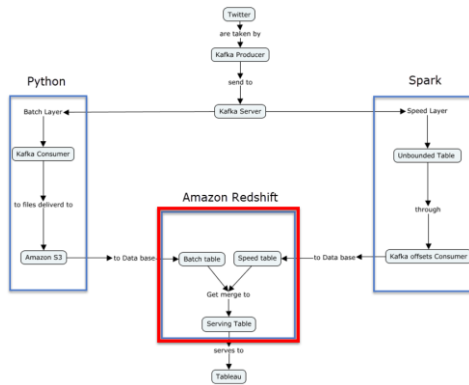 Twitter
are taken by
Kafka Producer
send to
Kafka Server
Python
Batch Layer
Kafka Consumer
to files deliverd to
Amazon S3
to Data base
Amazon Redshift
Batch table
Speed table
Get merge to
Serving Table
serves to
Tableau
Spark
Speed Layer
Unbounded Table
through
Kafka offsets Consumer
to Data base